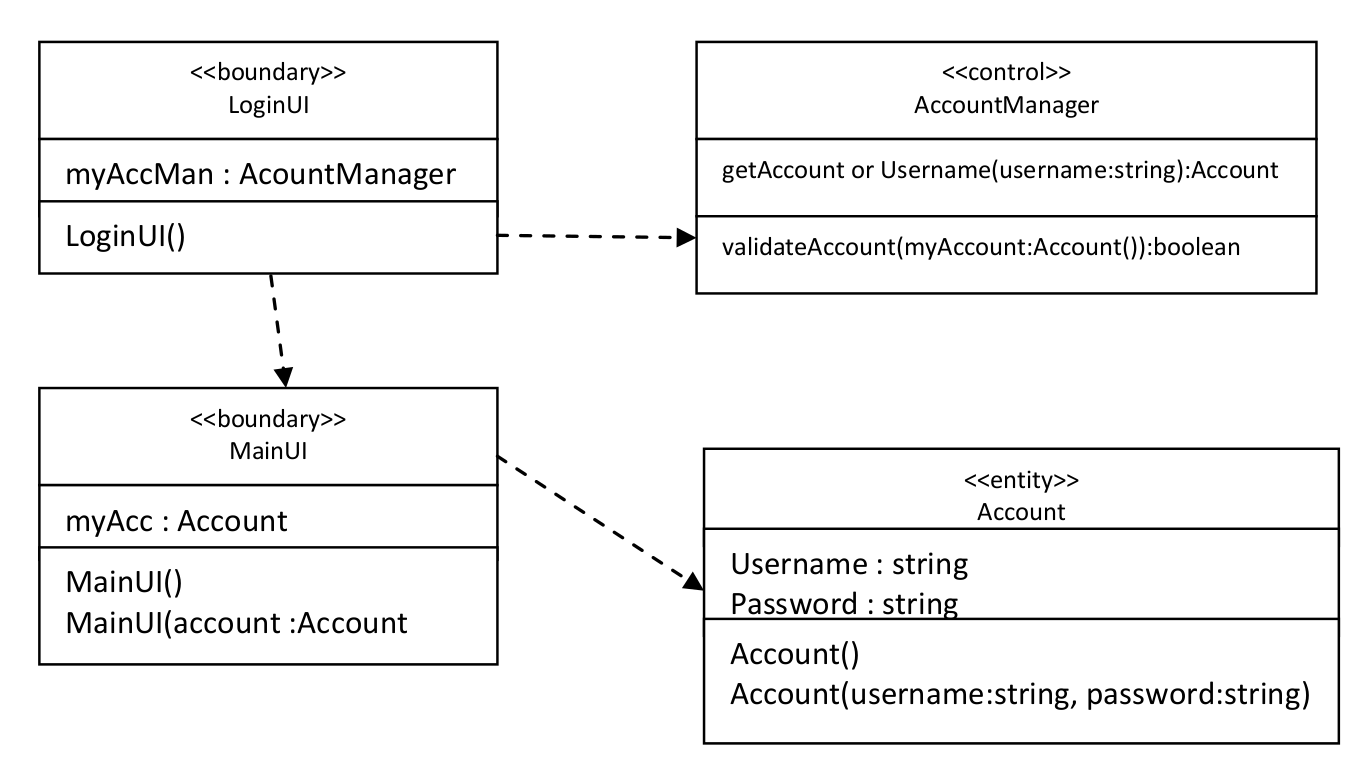 <<boundary>>
LoginUI
myAccMan : AcountManager
LoginUI()
<<control>>
AccountManager
getAccount or Username(username:string):Account
validateAccount(myAccount:Account()):boolean
<<boundary>>
MainUI
myAcc : Account
MainUI()
MainUI(account :Account
<<entity>>
Account
Username : string
Password : string
Account()
Account(username:string, password:string)